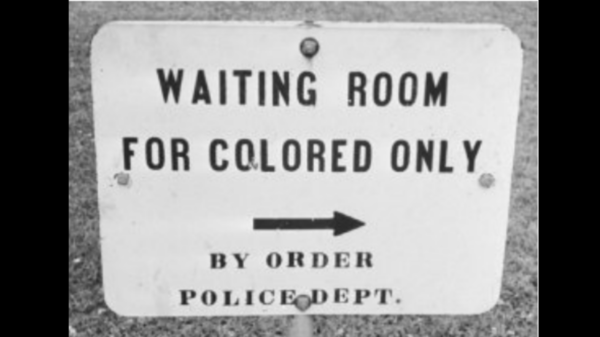 WAITING ROOM
FOR COLORED ONLY
BY ORDER
POLICE DEPT.